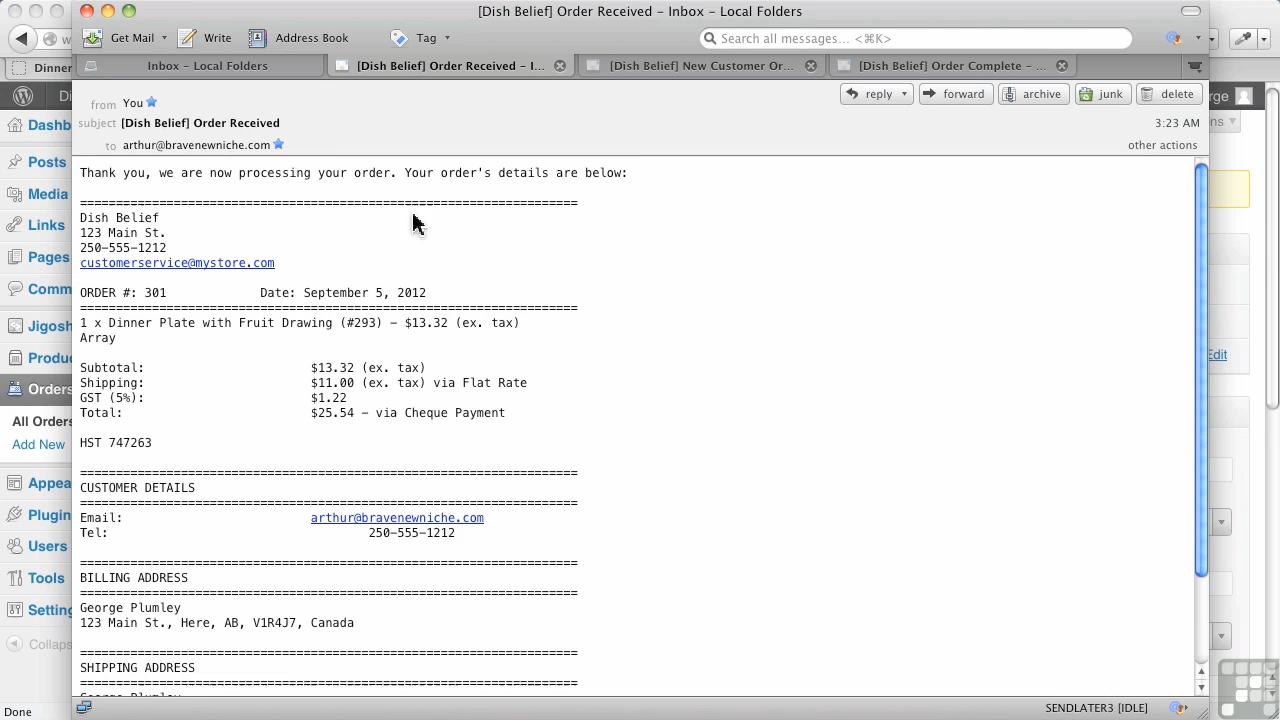 [Dish Belief] Order Received – Inbox – Local Folders
Get Mail
Write
Address Book
Tag
Search all messages... <⌘K>
Dinner
Inbox – Local Folders
[Dish Belief] Order Received – I...
[Dish Belief] New Customer Or...
[Dish Belief] Order Complete – ...
from You
reply
forward
archive
junk
delete
subject [Dish Belief] Order Received
3:23 AM
to arthur@bravenewniche.com
other actions
Dashb
Posts
Media
Links
Pages
Comm
Jigosh
Produ
Orders
All Orders
Add New
Appea
Plugin
Users
Tools
Setting
Collaps
Thank you, we are now processing your order. Your order's details are below:
=====================================================================
Dish Belief
123 Main St.
250-555-1212
customerservice@mystore.com
ORDER #: 301 Date: September 5, 2012
=====================================================================
1 x Dinner Plate with Fruit Drawing (#293) – $13.32 (ex. tax)
Array
Subtotal: $13.32 (ex. tax)
Shipping: $11.00 (ex. tax) via Flat Rate
GST (5%): $1.22
Total: $25.54 – via Cheque Payment
HST 747263
=====================================================================
CUSTOMER DETAILS
=====================================================================
Email: arthur@bravenewniche.com
Tel: 250-555-1212
=====================================================================
BILLING ADDRESS
=====================================================================
George Plumley
123 Main St., Here, AB, V1R4J7, Canada
=====================================================================
SHIPPING ADDRESS
=====================================================================
George Plumley
Edit
Done
SENDLATER3 [IDLE]